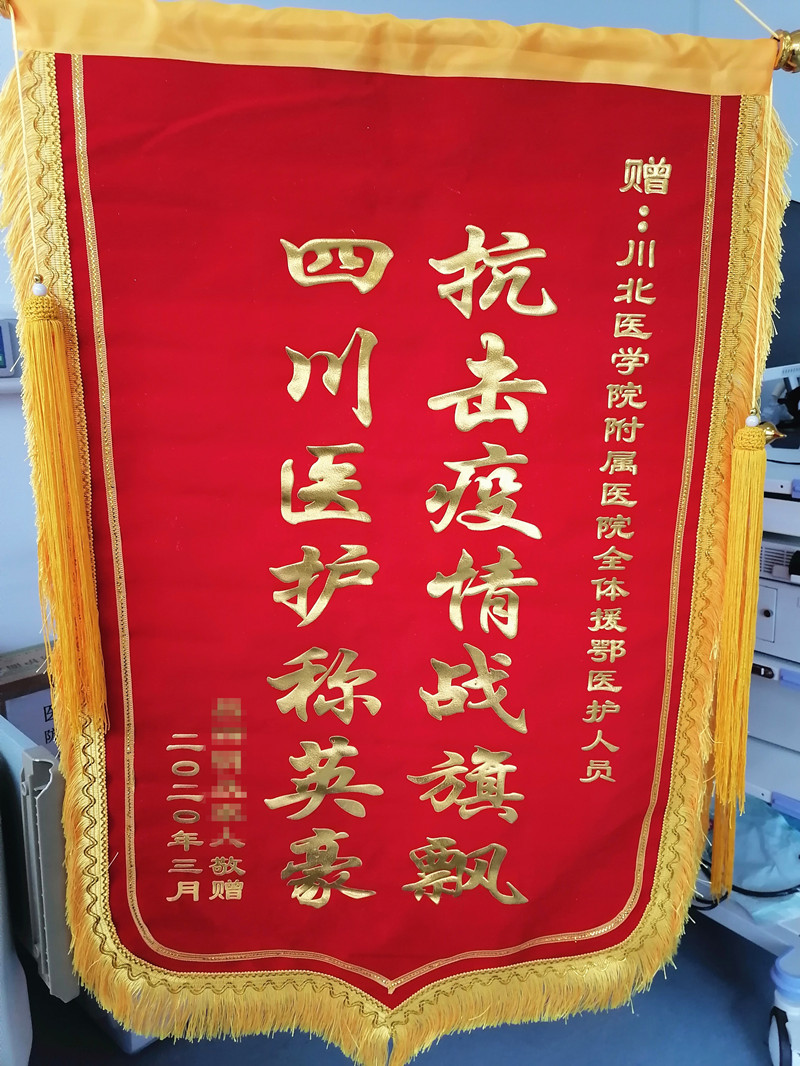 赠：川北医学院附属医院全体援鄂医护人员
抗击疫情战旗飘
四川医护称英豪
人敬赠
二〇二〇年三月
医